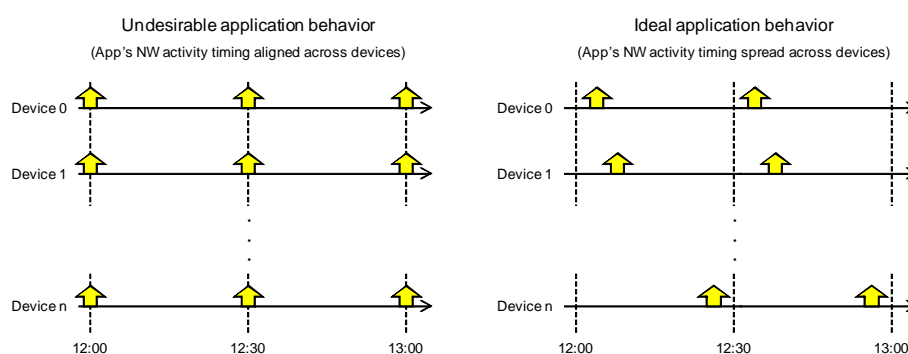 Undesirable application behavior
(App's NW activity timing aligned across devices)
Device 0
Device 1
Device n
12:00 12:30 13:00
Ideal application behavior
(App's NW activity timing spread across devices)
Device 0
Device 1
Device n
12:00 12:30 13:00